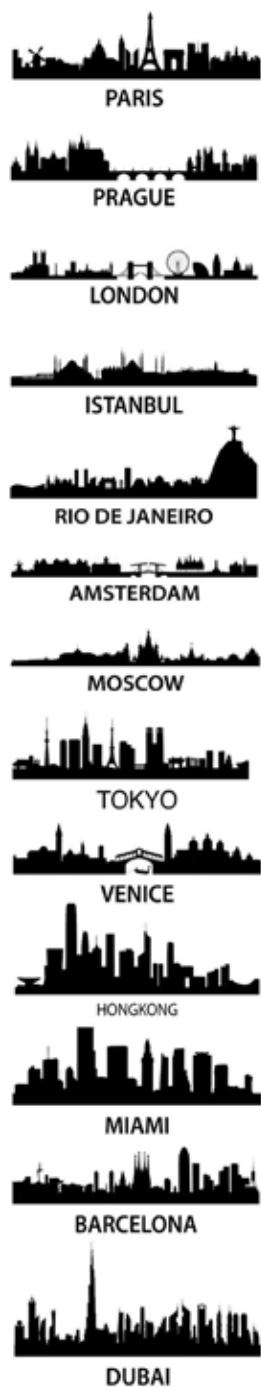 PARIS
PRAGUE
LONDON
ISTANBUL
RIO DE JANEIRO
AMSTERDAM
MOSCOW
TOKYO
VENICE
HONGKONG
MIAMI
BARCELONA
DUBAI